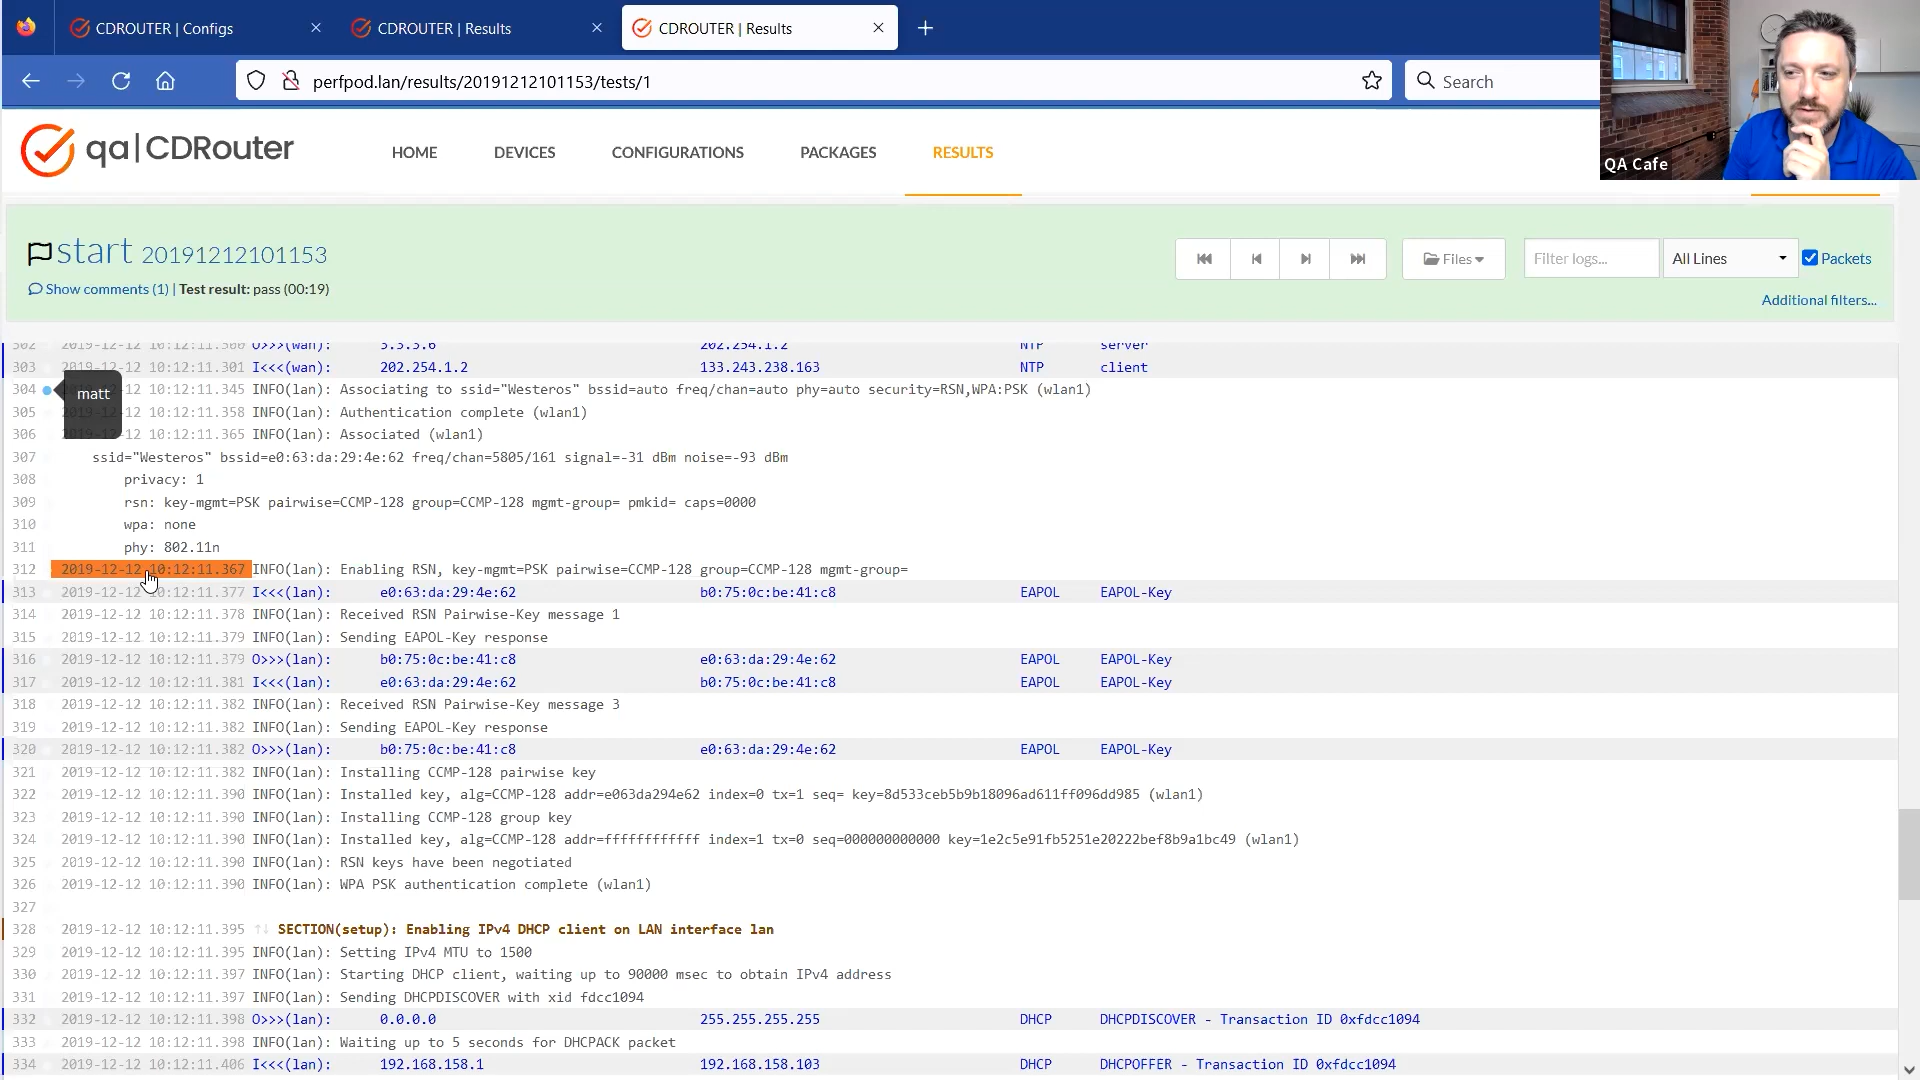 CDROUTER | Configs
CDROUTER | Results
CDROUTER | Results
perfpod.lan/results/20191212101153/tests/1
Search
QA Cafe
qa|CDRouter
HOME
DEVICES
CONFIGURATIONS
PACKAGES
RESULTS
start 20191212101153
Show comments (1) | Test result: pass (00:19)
Files
Filter logs...
All Lines
Packets
Additional filters...
302 2019-12-12 10:12:11.300 O>>>(wan): 3.3.3.6 202.254.1.2 NTP server
303 2019-12-12 10:12:11.301 I<<<(wan): 202.254.1.2 133.243.238.163 NTP client
304 matt 10:12:11.345 INFO(lan): Associating to ssid="Westeros" bssid=auto freq/chan=auto phy=auto security=RSN,WPA:PSK (wlan1)
305 2019-12-12 10:12:11.358 INFO(lan): Authentication complete (wlan1)
306 2019-12-12 10:12:11.365 INFO(lan): Associated (wlan1)
307 ssid="Westeros" bssid=e0:63:da:29:4e:62 freq/chan=5805/161 signal=-31 dBm noise=-93 dBm
308 privacy: 1
309 rsn: key-mgmt=PSK pairwise=CCMP-128 group=CCMP-128 mgmt-group= pmkid= caps=0000
310 wpa: none
311 phy: 802.11n
312 2019-12-12 10:12:11.367 INFO(lan): Enabling RSN, key-mgmt=PSK pairwise=CCMP-128 group=CCMP-128 mgmt-group=
313 2019-12-12 10:12:11.377 I<<<(lan): e0:63:da:29:4e:62 b0:75:0c:be:41:c8 EAPOL EAPOL-Key
314 2019-12-12 10:12:11.378 INFO(lan): Received RSN Pairwise-Key message 1
315 2019-12-12 10:12:11.379 INFO(lan): Sending EAPOL-Key response
316 2019-12-12 10:12:11.379 O>>>(lan): b0:75:0c:be:41:c8 e0:63:da:29:4e:62 EAPOL EAPOL-Key
317 2019-12-12 10:12:11.381 I<<<(lan): e0:63:da:29:4e:62 b0:75:0c:be:41:c8 EAPOL EAPOL-Key
318 2019-12-12 10:12:11.382 INFO(lan): Received RSN Pairwise-Key message 3
319 2019-12-12 10:12:11.382 INFO(lan): Sending EAPOL-Key response
320 2019-12-12 10:12:11.382 O>>>(lan): b0:75:0c:be:41:c8 e0:63:da:29:4e:62 EAPOL EAPOL-Key
321 2019-12-12 10:12:11.382 INFO(lan): Installing CCMP-128 pairwise key
322 2019-12-12 10:12:11.390 INFO(lan): Installed key, alg=CCMP-128 addr=e063da294e62 index=0 tx=1 seq= key=8d533ceb5b9b18096ad611ff096dd985 (wlan1)
323 2019-12-12 10:12:11.390 INFO(lan): Installing CCMP-128 group key
324 2019-12-12 10:12:11.390 INFO(lan): Installed key, alg=CCMP-128 addr=ffffffffffff index=1 tx=0 seq=000000000000 key=1e2c5e91fb5251e20222bef8b9a1bc49 (wlan1)
325 2019-12-12 10:12:11.390 INFO(lan): RSN keys have been negotiated
326 2019-12-12 10:12:11.390 INFO(lan): WPA PSK authentication complete (wlan1)
327
328 2019-12-12 10:12:11.395 SECTION(setup): Enabling IPv4 DHCP client on LAN interface lan
329 2019-12-12 10:12:11.395 INFO(lan): Setting IPv4 MTU to 1500
330 2019-12-12 10:12:11.397 INFO(lan): Starting DHCP client, waiting up to 90000 msec to obtain IPv4 address
331 2019-12-12 10:12:11.397 INFO(lan): Sending DHCPDISCOVER with xid fdcc1094
332 2019-12-12 10:12:11.398 O>>>(lan): 0.0.0.0 255.255.255.255 DHCP DHCPDISCOVER - Transaction ID 0xfdcc1094
333 2019-12-12 10:12:11.398 INFO(lan): Waiting up to 5 seconds for DHCPACK packet
334 2019-12-12 10:12:11.406 I<<<(lan): 192.168.158.1 192.168.158.103 DHCP DHCPOFFER - Transaction ID 0xfdcc1094